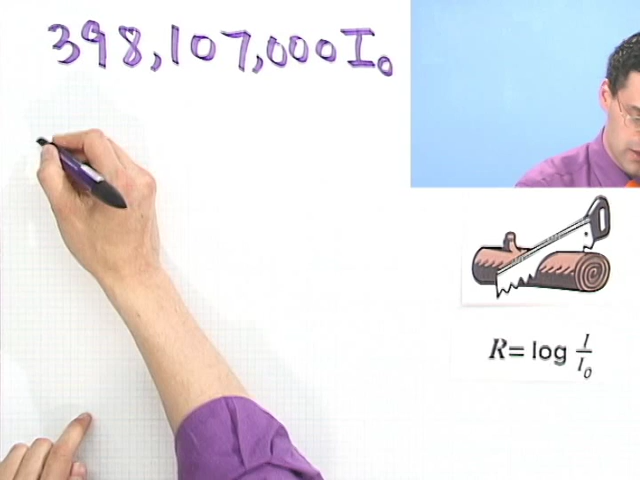 398,107,000I₀
R = log I/I₀